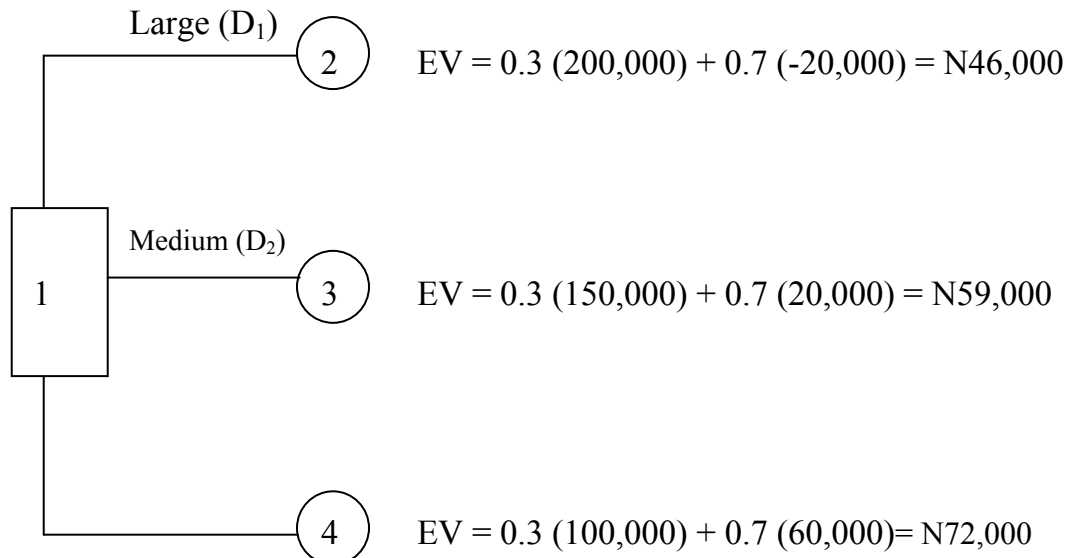 Large (D₁)
2 EV = 0.3 (200,000) + 0.7 (-20,000) = N46,000
Medium (D₂)
1 3 EV = 0.3 (150,000) + 0.7 (20,000) = N59,000
4 EV = 0.3 (100,000) + 0.7 (60,000)= N72,000